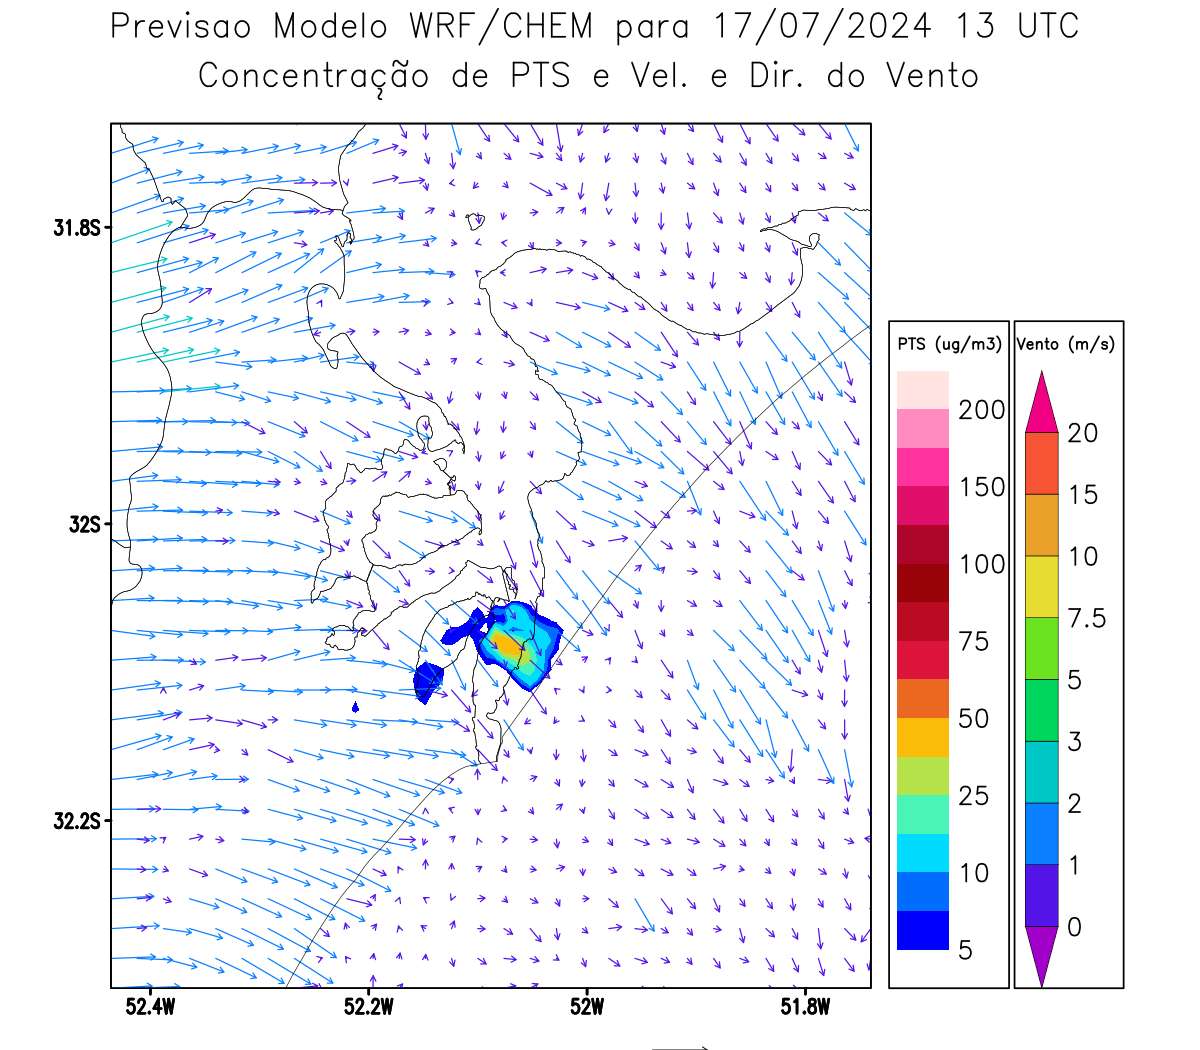 Previsao Modelo WRF/CHEM para 17/07/2024 13 UTC
Concentração de PTS e Vel. e Dir. do Vento
31.8S
32S
32.2S
52.4W 52.2W 52W 51.8W
PTS (ug/m3)
200
150
100
75
50
25
10
5
Vento (m/s)
20
15
10
7.5
5
3
2
1
0